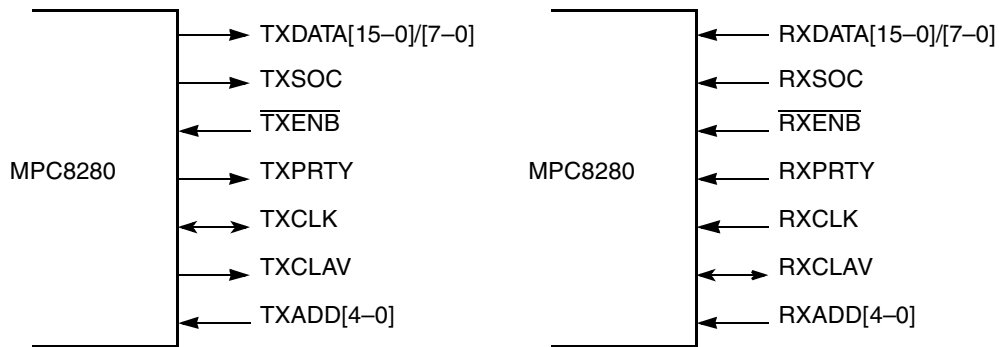 TXDATA[15–0]/[7–0]
TXSOC
TXENB
MPC8280
TXPRTY
TXCLK
TXCLAV
TXADD[4–0]
RXDATA[15–0]/[7–0]
RXSOC
RXENB
MPC8280
RXPRTY
RXCLK
RXCLAV
RXADD[4–0]